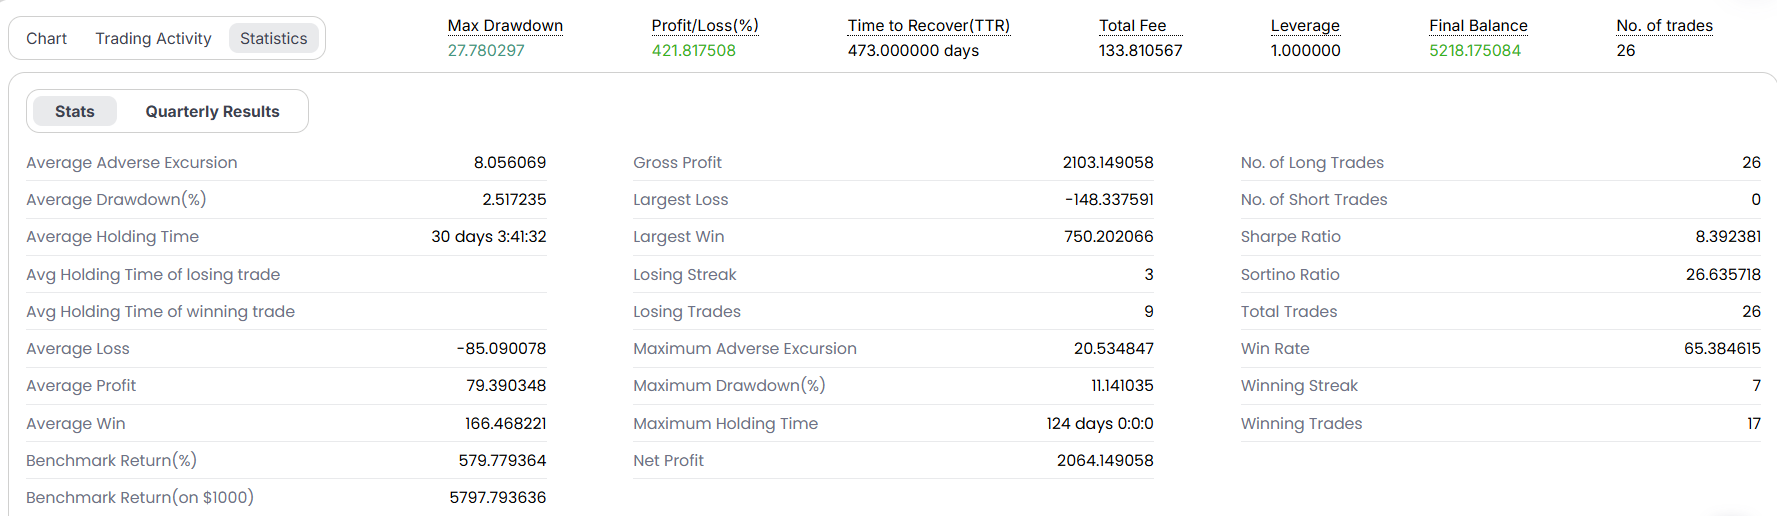 Chart Trading Activity Statistics
Max Drawdown Profit/Loss(%) Time to Recover(TTR) Total Fee Leverage Final Balance No. of trades
27.780297 421.817508 473.000000 days 133.810567 1.000000 5218.175084 26
Stats Quarterly Results
Average Adverse Excursion 8.056069
Average Drawdown(%) 2.517235
Average Holding Time 30 days 3:41:32
Avg Holding Time of losing trade
Avg Holding Time of winning trade
Average Loss -85.090078
Average Profit 79.390348
Average Win 166.468221
Benchmark Return(%) 579.779364
Benchmark Return(on $1000) 5797.793636
Gross Profit 2103.149058
Largest Loss -148.337591
Largest Win 750.202066
Losing Streak 3
Losing Trades 9
Maximum Adverse Excursion 20.534847
Maximum Drawdown(%) 11.141035
Maximum Holding Time 124 days 0:0:0
Net Profit 2064.149058
No. of Long Trades 26
No. of Short Trades 0
Sharpe Ratio 8.392381
Sortino Ratio 26.635718
Total Trades 26
Win Rate 65.384615
Winning Streak 7
Winning Trades 17